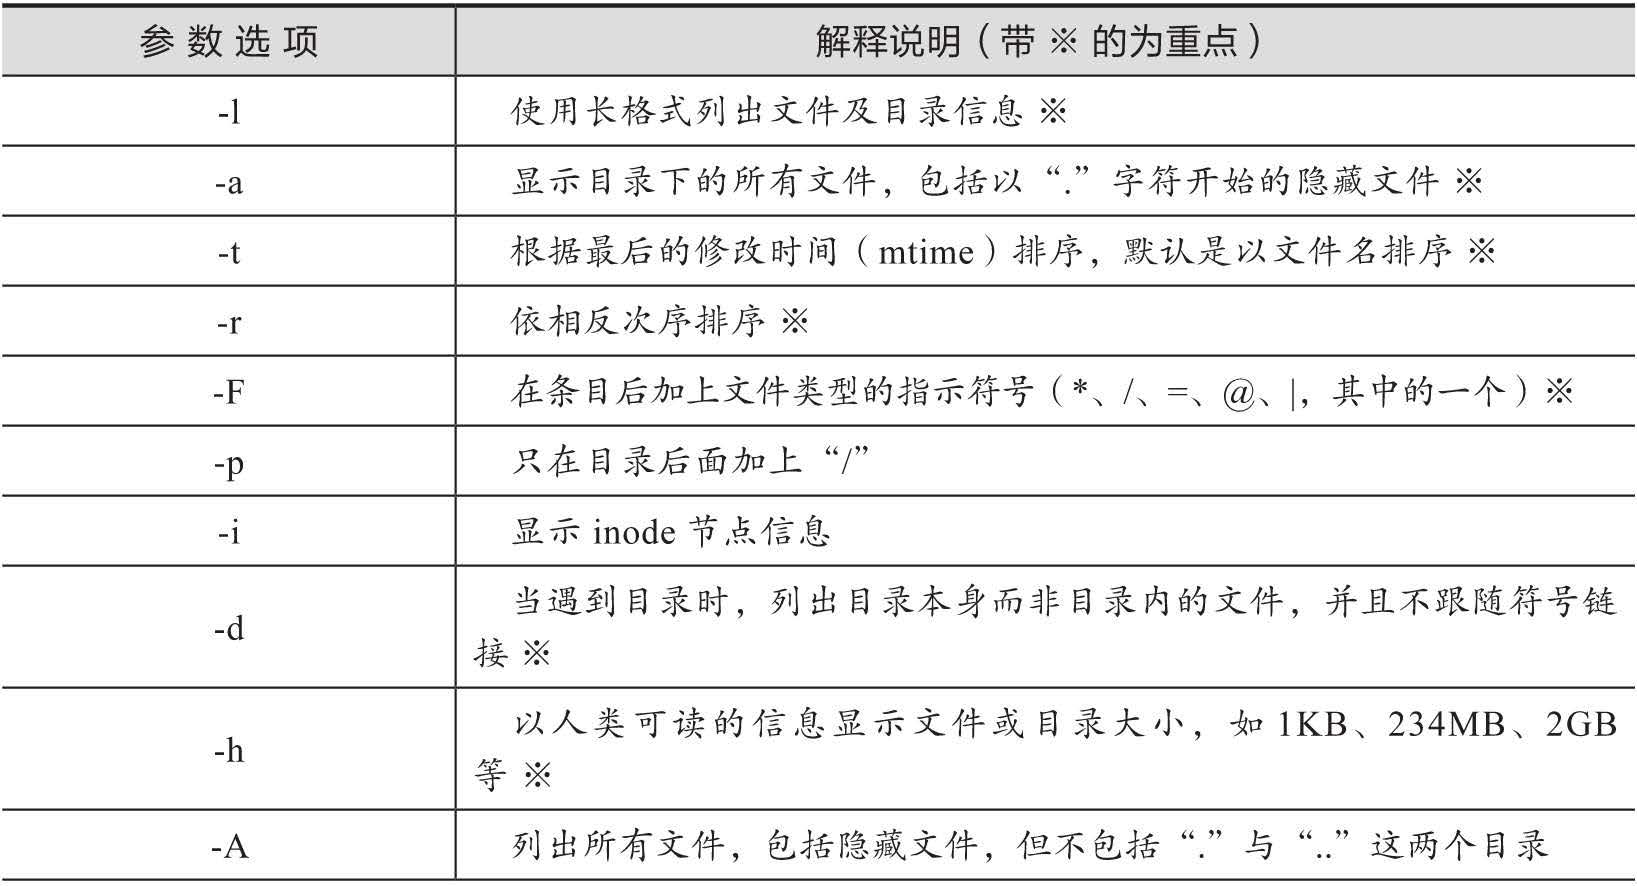 参数选项 解释说明（带 ※ 的为重点）
-l 使用长格式列出文件及目录信息 ※
-a 显示目录下的所有文件，包括以“.”字符开始的隐藏文件 ※
-t 根据最后的修改时间（mtime）排序，默认是以文件名排序 ※
-r 依相反次序排序 ※
-F 在条目后加上文件类型的指示符号（*、/、=、@、|，其中的一个）※
-p 只在目录后面加上“/”
-i 显示 inode 节点信息
-d 当遇到目录时，列出目录本身而非目录内的文件，并且不跟随符号链
接 ※
-h 以人类可读的信息显示文件或目录大小，如 1KB、234MB、2GB
等 ※
-A 列出所有文件，包括隐藏文件，但不包括“.”与“..”这两个目录